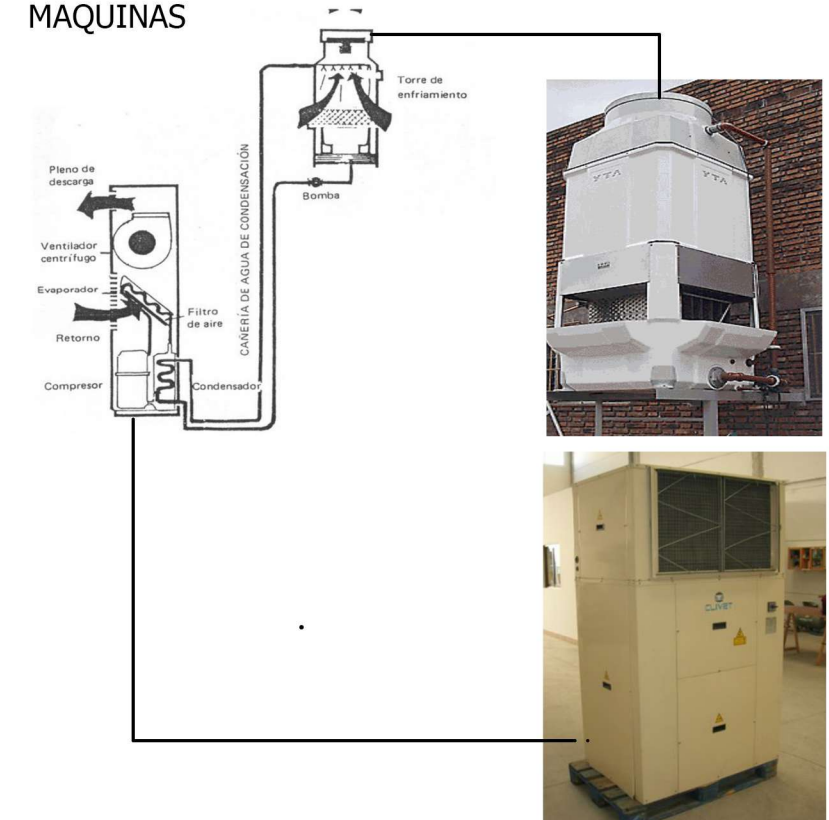 MAQUINAS
Torre de
enfriamiento
CAÑERÍA DE AGUA DE CONDENSACIÓN
Bomba
Pleno de
descarga
Ventilador
centrífugo
Evaporador
Filtro
de aire
Retorno
Compresor
Condensador
YTA
YTA
CLIVET